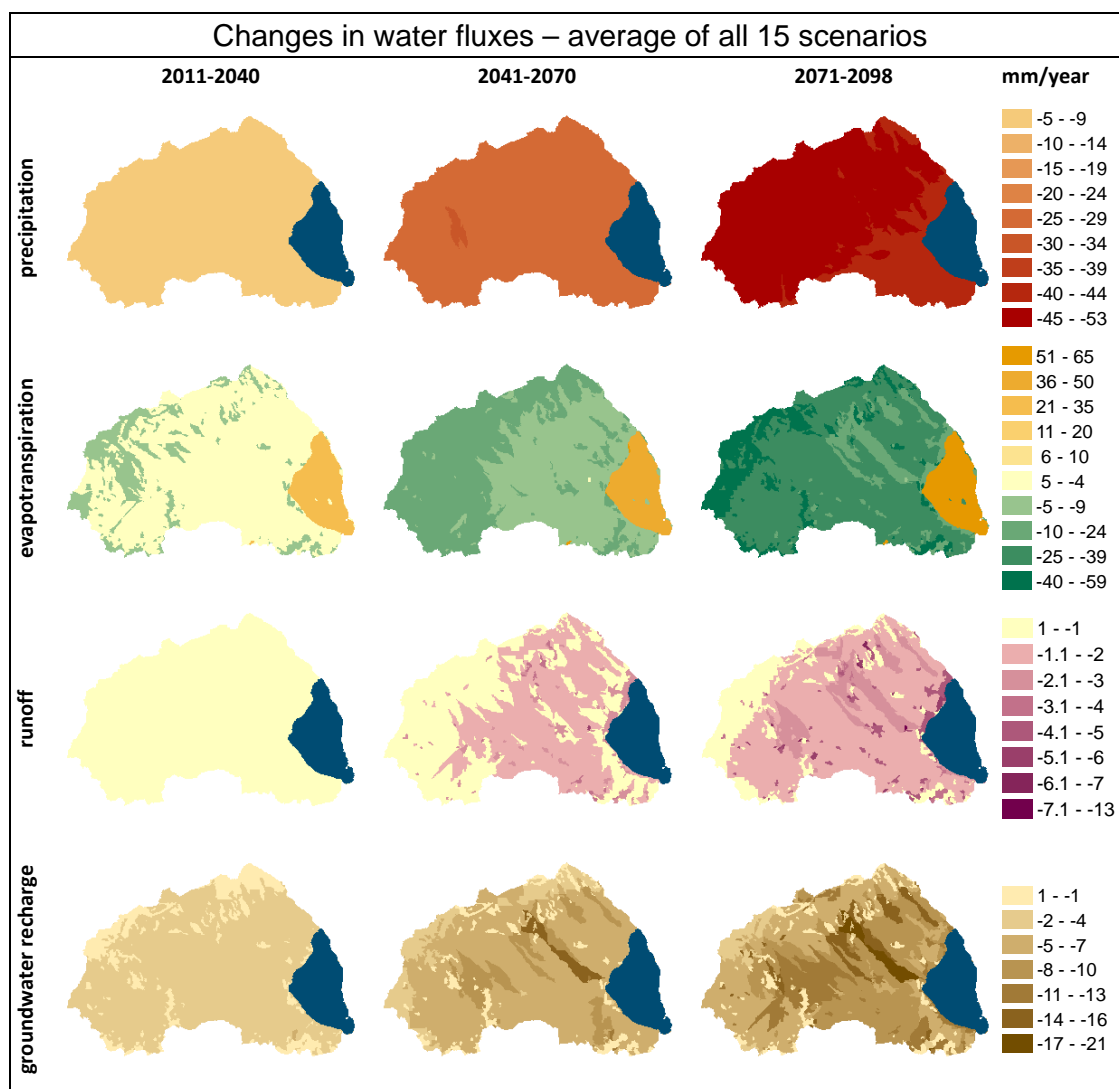 Changes in water fluxes – average of all 15 scenarios
2011-2040 2041-2070 2071-2098 mm/year
precipitation
-5 - -9
-10 - -14
-15 - -19
-20 - -24
-25 - -29
-30 - -34
-35 - -39
-40 - -44
-45 - -53
evapotranspiration
51 - 65
36 - 50
21 - 35
11 - 20
6 - 10
5 - -4
-5 - -9
-10 - -24
-25 - -39
-40 - -59
runoff
1 - -1
-1.1 - -2
-2.1 - -3
-3.1 - -4
-4.1 - -5
-5.1 - -6
-6.1 - -7
-7.1 - -13
groundwater recharge
1 - -1
-2 - -4
-5 - -7
-8 - -10
-11 - -13
-14 - -16
-17 - -21